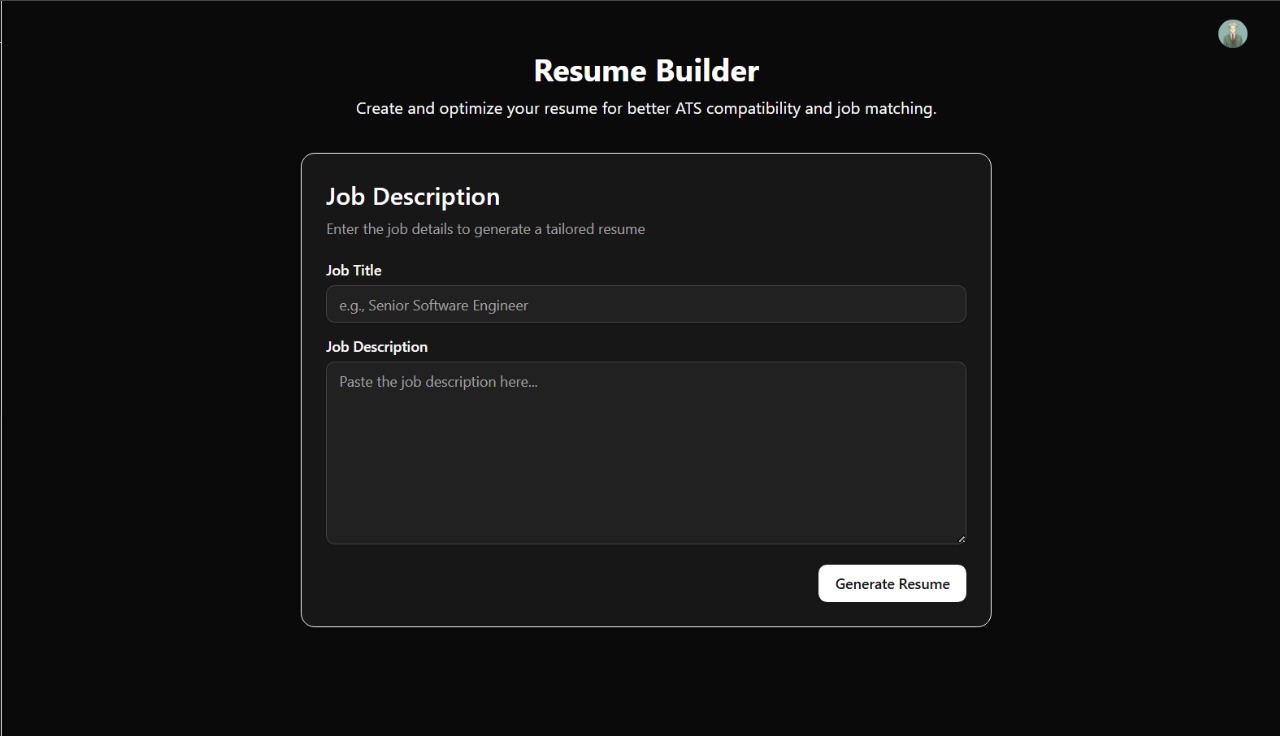 Resume Builder
Create and optimize your resume for better ATS compatibility and job matching.
Job Description
Enter the job details to generate a tailored resume
Job Title
e.g., Senior Software Engineer
Job Description
Paste the job description here...
Generate Resume